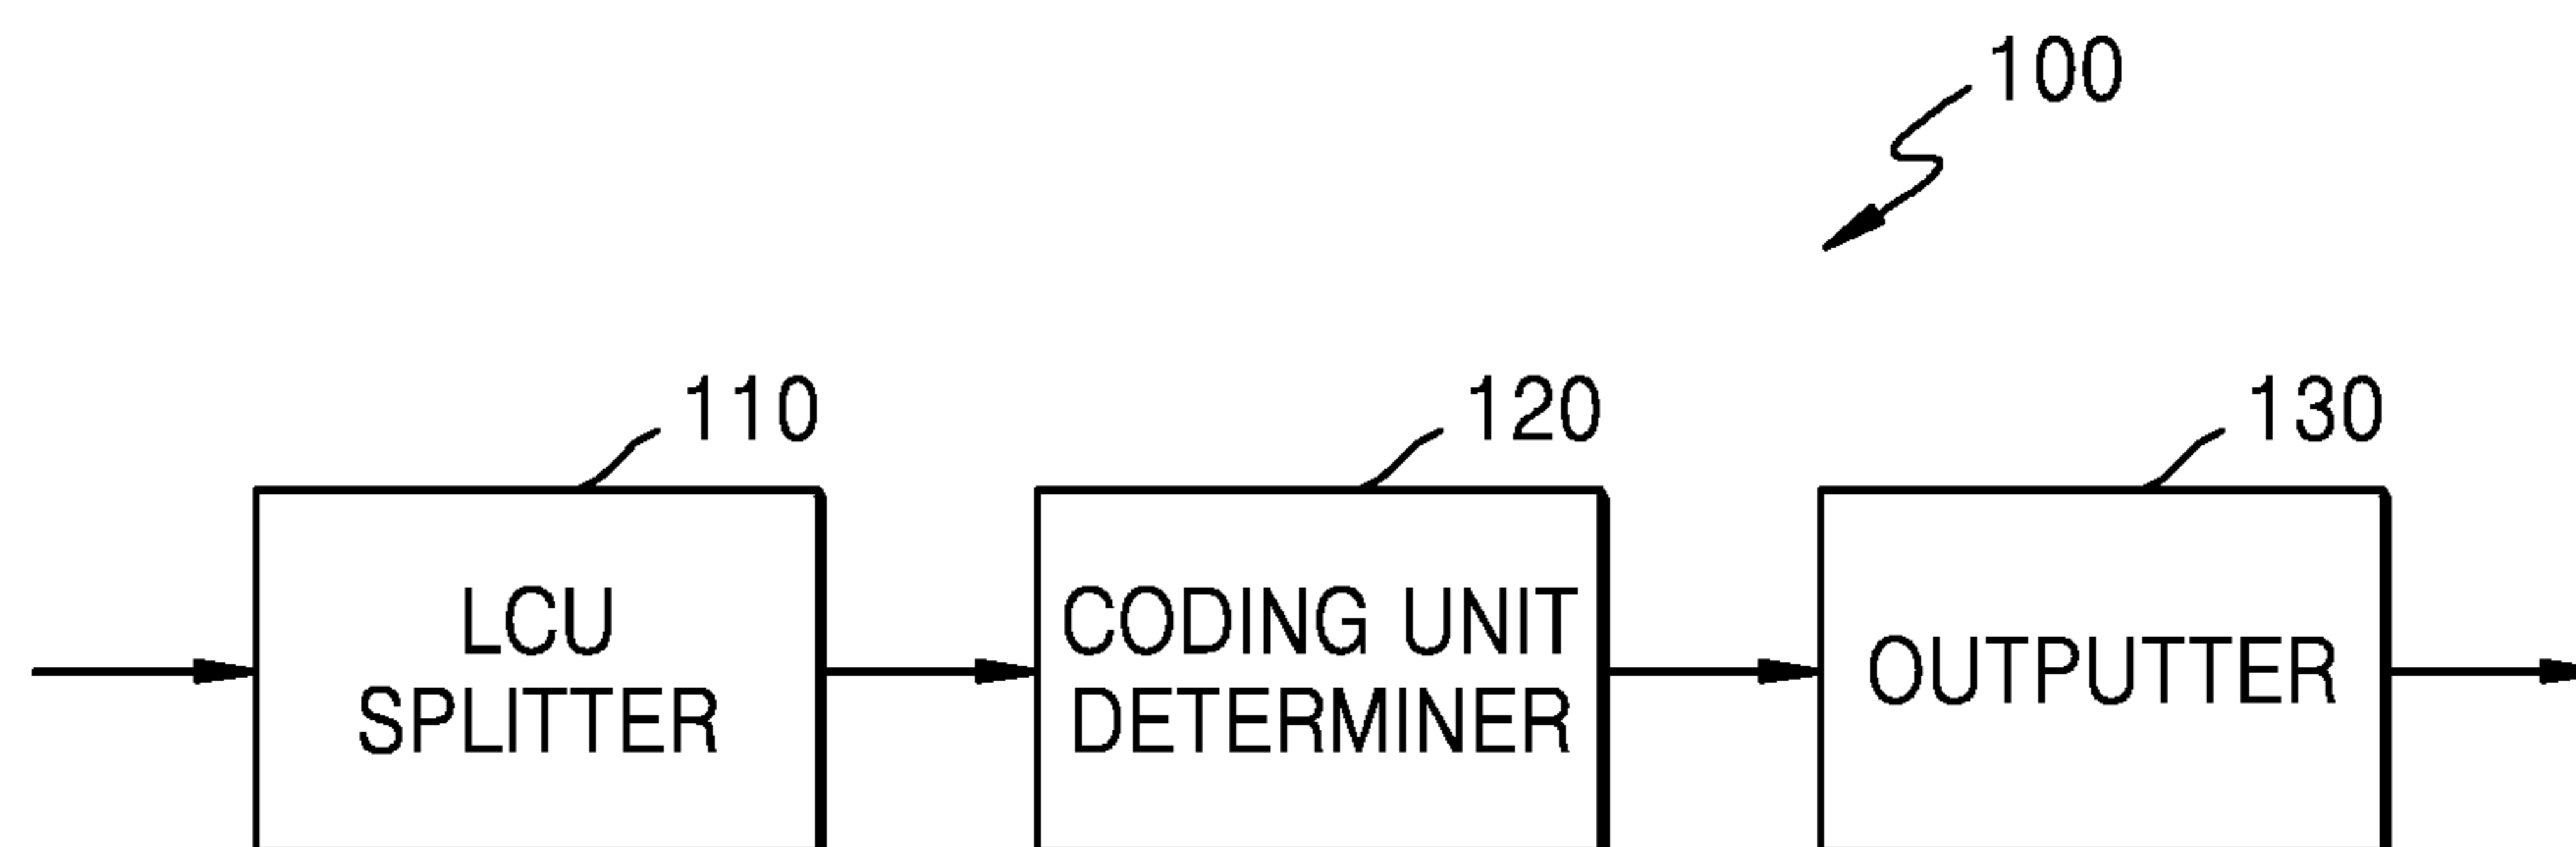 100
110
120
130
LCU
SPLITTER
CODING UNIT
DETERMINER
OUTPUTTER